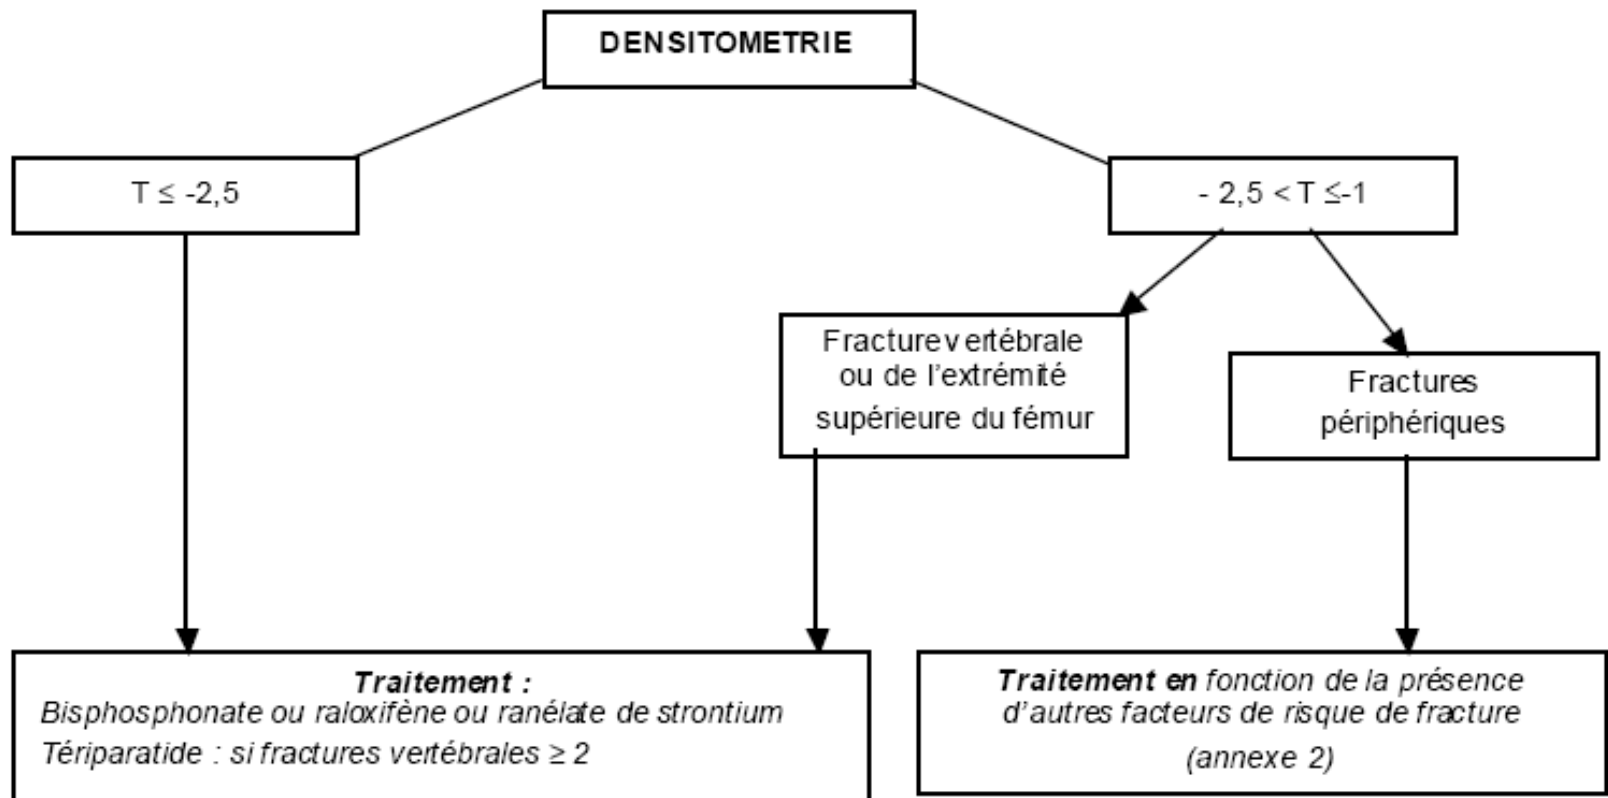 DENSITOMETRIE
T ≤ -2,5
- 2,5 < T ≤-1
Fracture vertébrale
ou de l'extrémité
supérieure du fémur
Fractures
périphériques
Traitement :
Bisphosphonate ou raloxifène ou ranélate de strontium
Tériparatide : si fractures vertébrales ≥ 2
Traitement en fonction de la présence
d'autres facteurs de risque de fracture
(annexe 2)